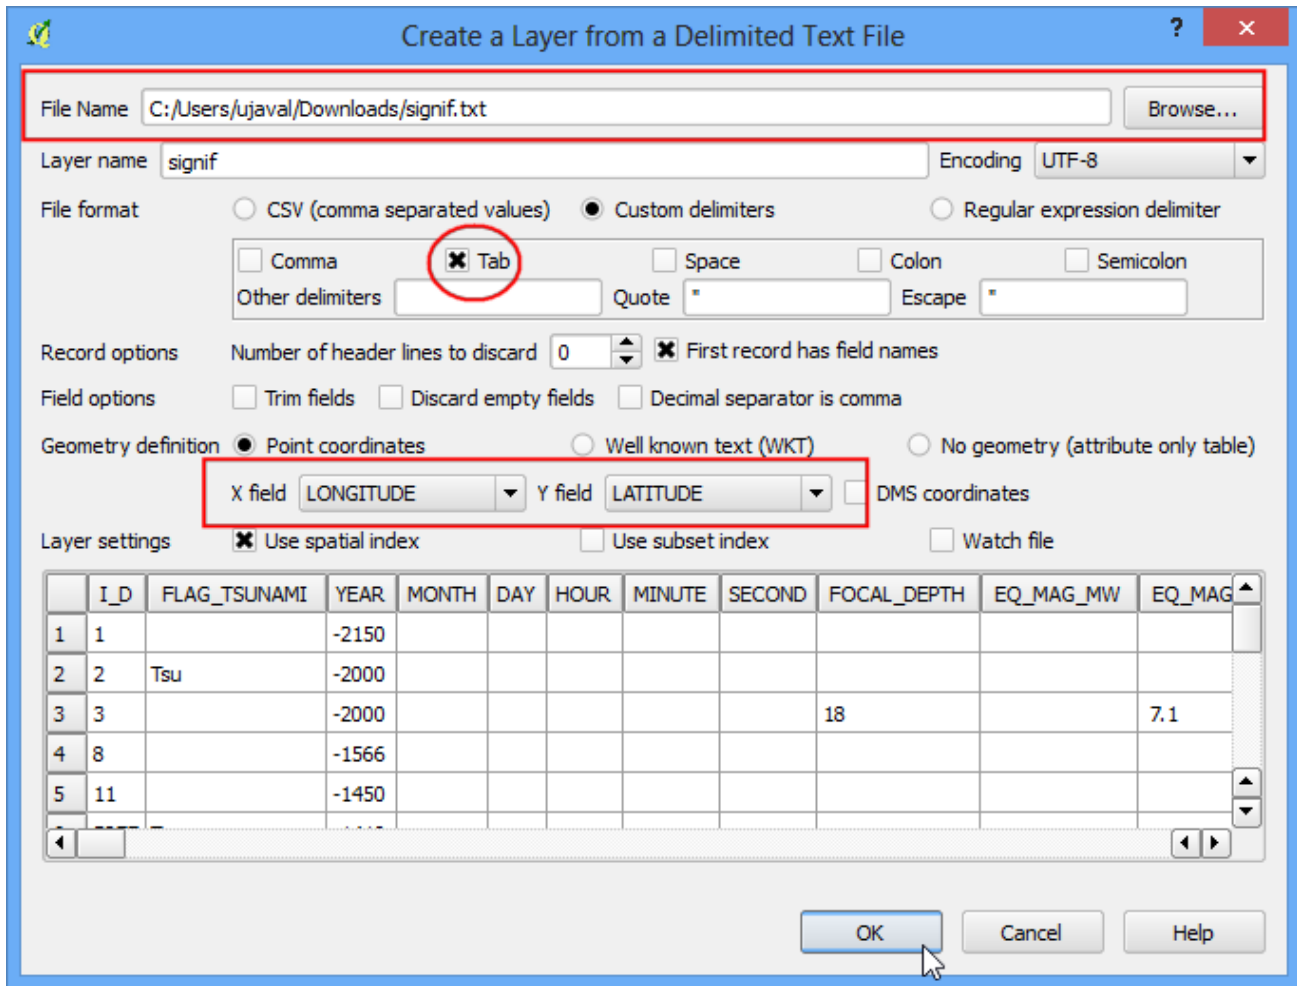 Create a Layer from a Delimited Text File ?
File Name C:/Users/ujaval/Downloads/signif.txt Browse...
Layer name signif Encoding UTF-8
File format CSV (comma separated values) Custom delimiters Regular expression delimiter
Comma Tab Space Colon Semicolon
Other delimiters Quote " Escape "
Record options Number of header lines to discard 0 First record has field names
Field options Trim fields Discard empty fields Decimal separator is comma
Geometry definition Point coordinates Well known text (WKT) No geometry (attribute only table)
X field LONGITUDE Y field LATITUDE DMS coordinates
Layer settings Use spatial index Use subset index Watch file
I_D FLAG_TSUNAMI YEAR MONTH DAY HOUR MINUTE SECOND FOCAL_DEPTH EQ_MAG_MW EQ_MAG
1 1 -2150
2 2 Tsu -2000
3 3 -2000 18 7.1
4 8 -1566
5 11 -1450
OK Cancel Help